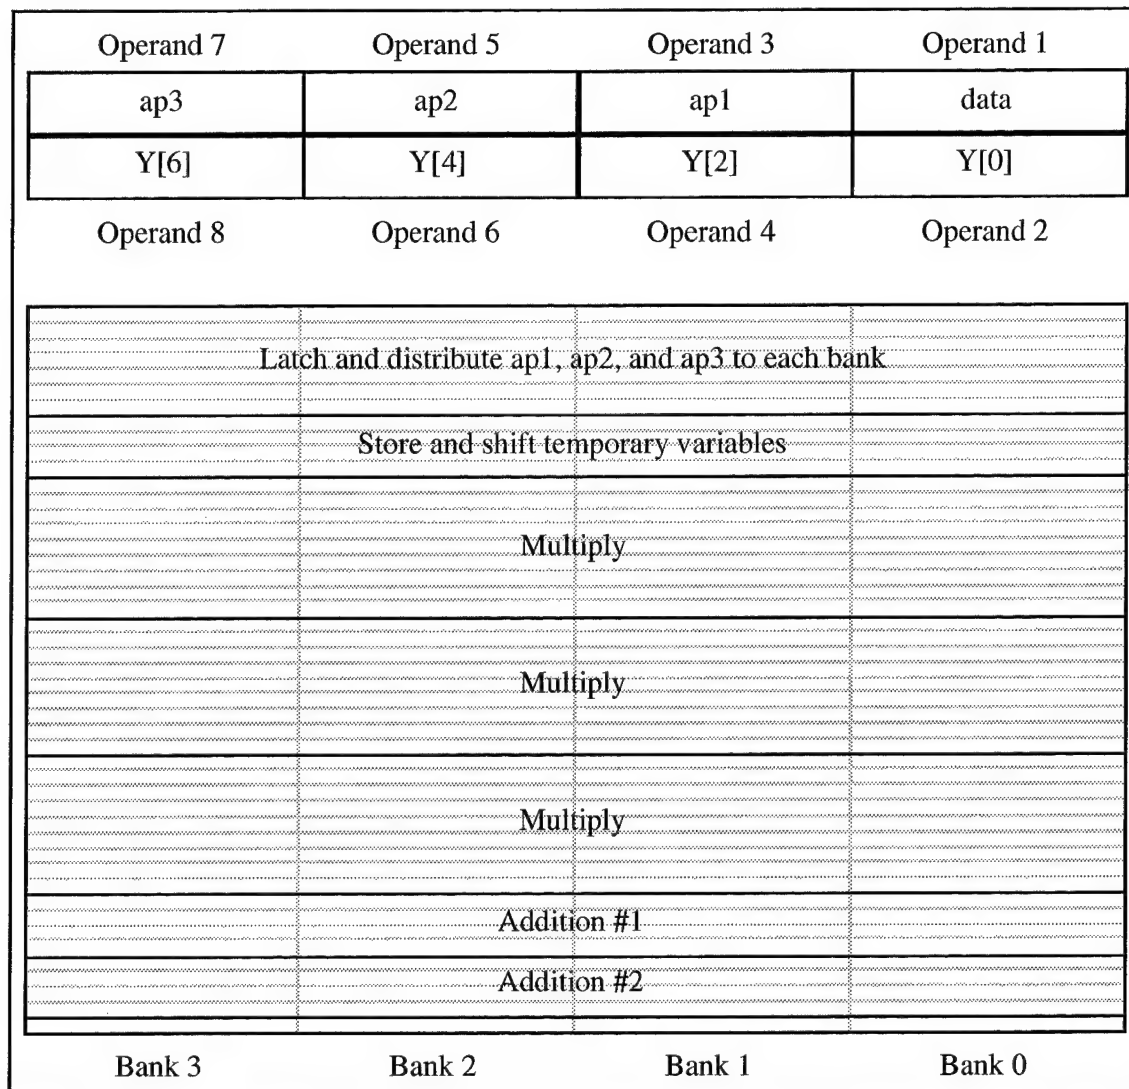 Operand 7 Operand 5 Operand 3 Operand 1
ap3 ap2 ap1 data
Y[6] Y[4] Y[2] Y[0]
Operand 8 Operand 6 Operand 4 Operand 2
Latch and distribute ap1, ap2, and ap3 to each bank
Store and shift temporary variables
Multiply
Multiply
Multiply
Addition #1
Addition #2
Bank 3 Bank 2 Bank 1 Bank 0